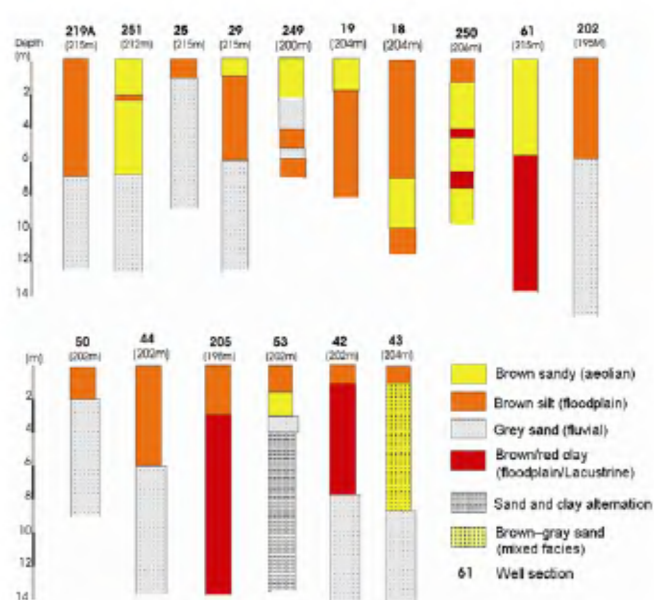 219A 251 25 29 249 19 18 250 61 202
Depth (m) (215m) (212m) (215m) (215m) (200m) (204m) (204m) (206m) (215m) (198M)
2
4
6
8
10
12
14
50 44 205 53 42 43
(m) (202m) (202m) (198m) (202m) (202m) (204m)
2
4
6
8
10
12
14
Brown sandy (aeolian)
Brown silt (floodplain)
Grey sand (fluvial)
Brown/red clay
(floodplain/Lacustrine)
Sand and clay alternation
Brown–gray sand
(mixed facies)
61 Well section